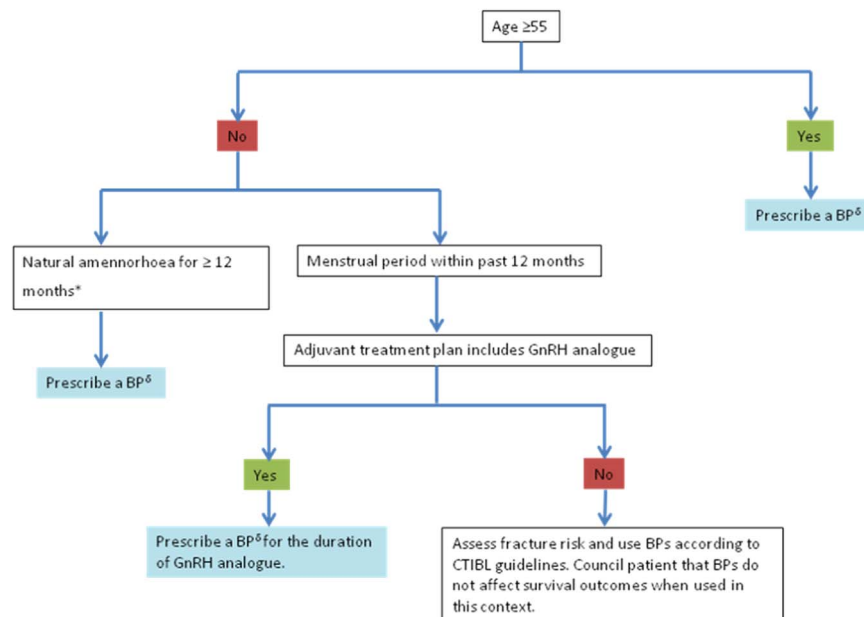 Age ≥55
No
Yes
Prescribe a BPᵟ
Natural amennorhoea for ≥ 12
months*
Menstrual period within past 12 months
Adjuvant treatment plan includes GnRH analogue
Prescribe a BPᵟ
Yes
No
Prescribe a BPᵟ for the duration
of GnRH analogue.
Assess fracture risk and use BPs according to
CTIBL guidelines. Council patient that BPs do
not affect survival outcomes when used in
this context.